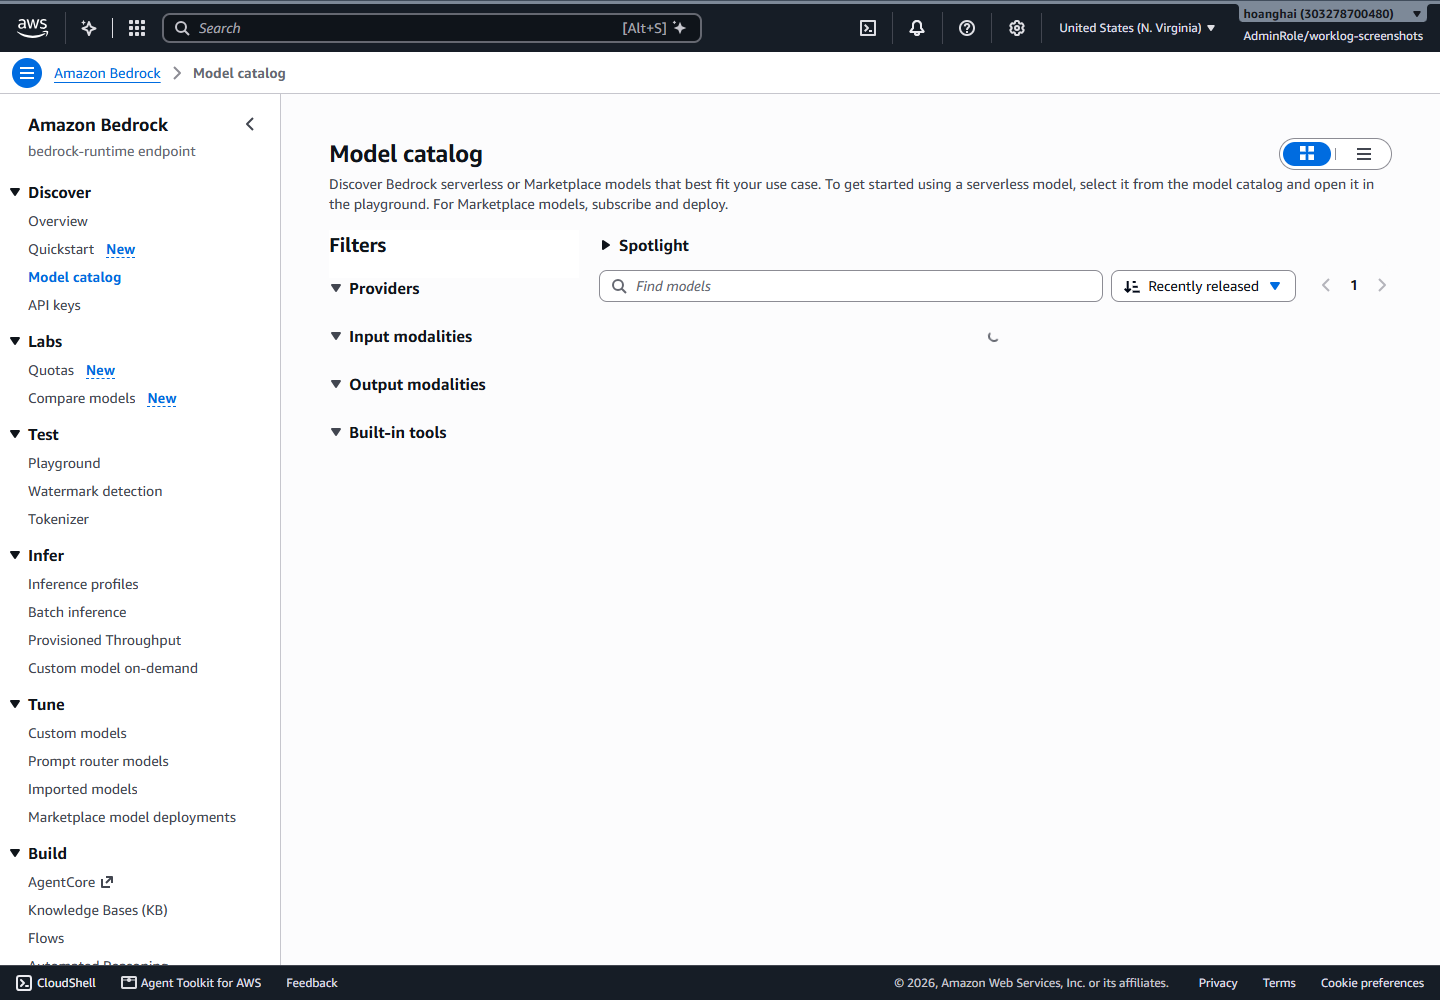 aws
Search
[Alt+S]
United States (N. Virginia)
hoanghai (303278700480)
AdminRole/worklog-screenshots
Amazon Bedrock
Model catalog
Amazon Bedrock
bedrock-runtime endpoint
Discover
Overview
Quickstart New
Model catalog
API keys
Labs
Quotas New
Compare models New
Test
Playground
Watermark detection
Tokenizer
Infer
Inference profiles
Batch inference
Provisioned Throughput
Custom model on-demand
Tune
Custom models
Prompt router models
Imported models
Marketplace model deployments
Build
AgentCore
Knowledge Bases (KB)
Flows
Automated Reasoning
Model catalog
Discover Bedrock serverless or Marketplace models that best fit your use case. To get started using a serverless model, select it from the model catalog and open it in
the playground. For Marketplace models, subscribe and deploy.
Filters
Providers
Input modalities
Output modalities
Built-in tools
Spotlight
Find models
Recently released
1
CloudShell
Agent Toolkit for AWS
Feedback
© 2026, Amazon Web Services, Inc. or its affiliates.
Privacy
Terms
Cookie preferences